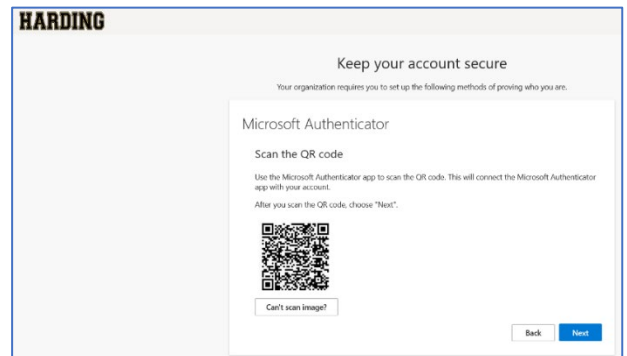 HARDING
Keep your account secure
Your organization requires you to set up the following methods of proving who you are.
Microsoft Authenticator
Scan the QR code
Use the Microsoft Authenticator app to scan the QR code. This will connect the Microsoft Authenticator
app with your account.
After you scan the QR code, choose "Next".
Can't scan image?
Back Next